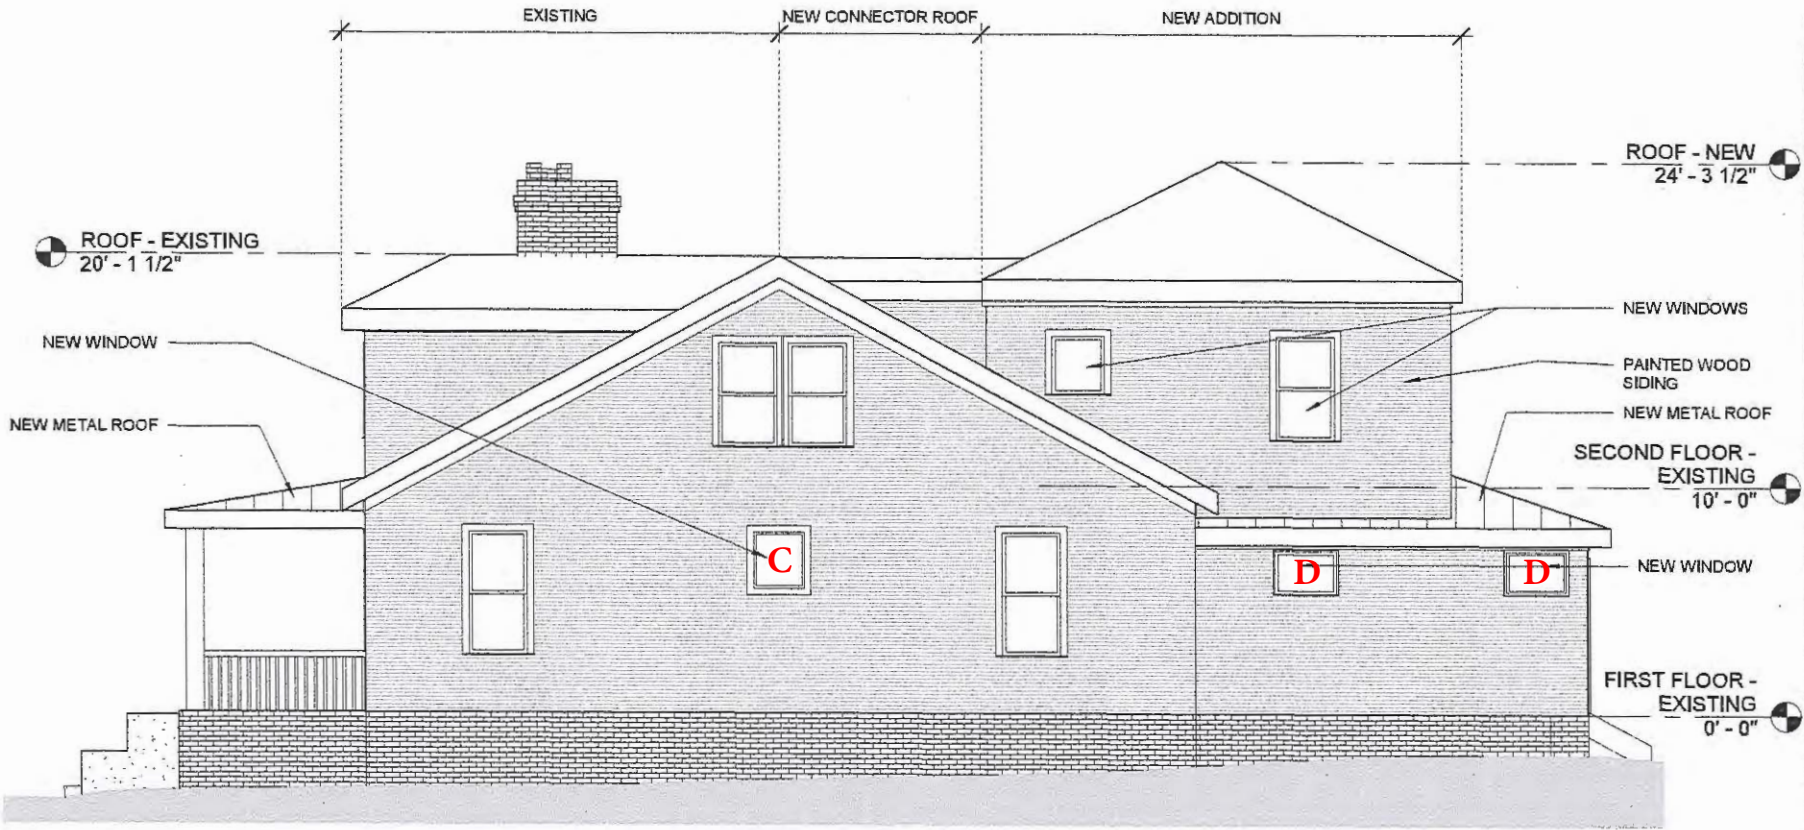 EXISTING
NEW CONNECTOR ROOF
NEW ADDITION
ROOF - NEW
24' - 3 1/2"
ROOF - EXISTING
20' - 1 1/2"
NEW WINDOWS
NEW WINDOW
PAINTED WOOD
SIDING
NEW METAL ROOF
NEW METAL ROOF
SECOND FLOOR -
EXISTING
10' - 0"
C
D
D
NEW WINDOW
FIRST FLOOR -
EXISTING
0' - 0"